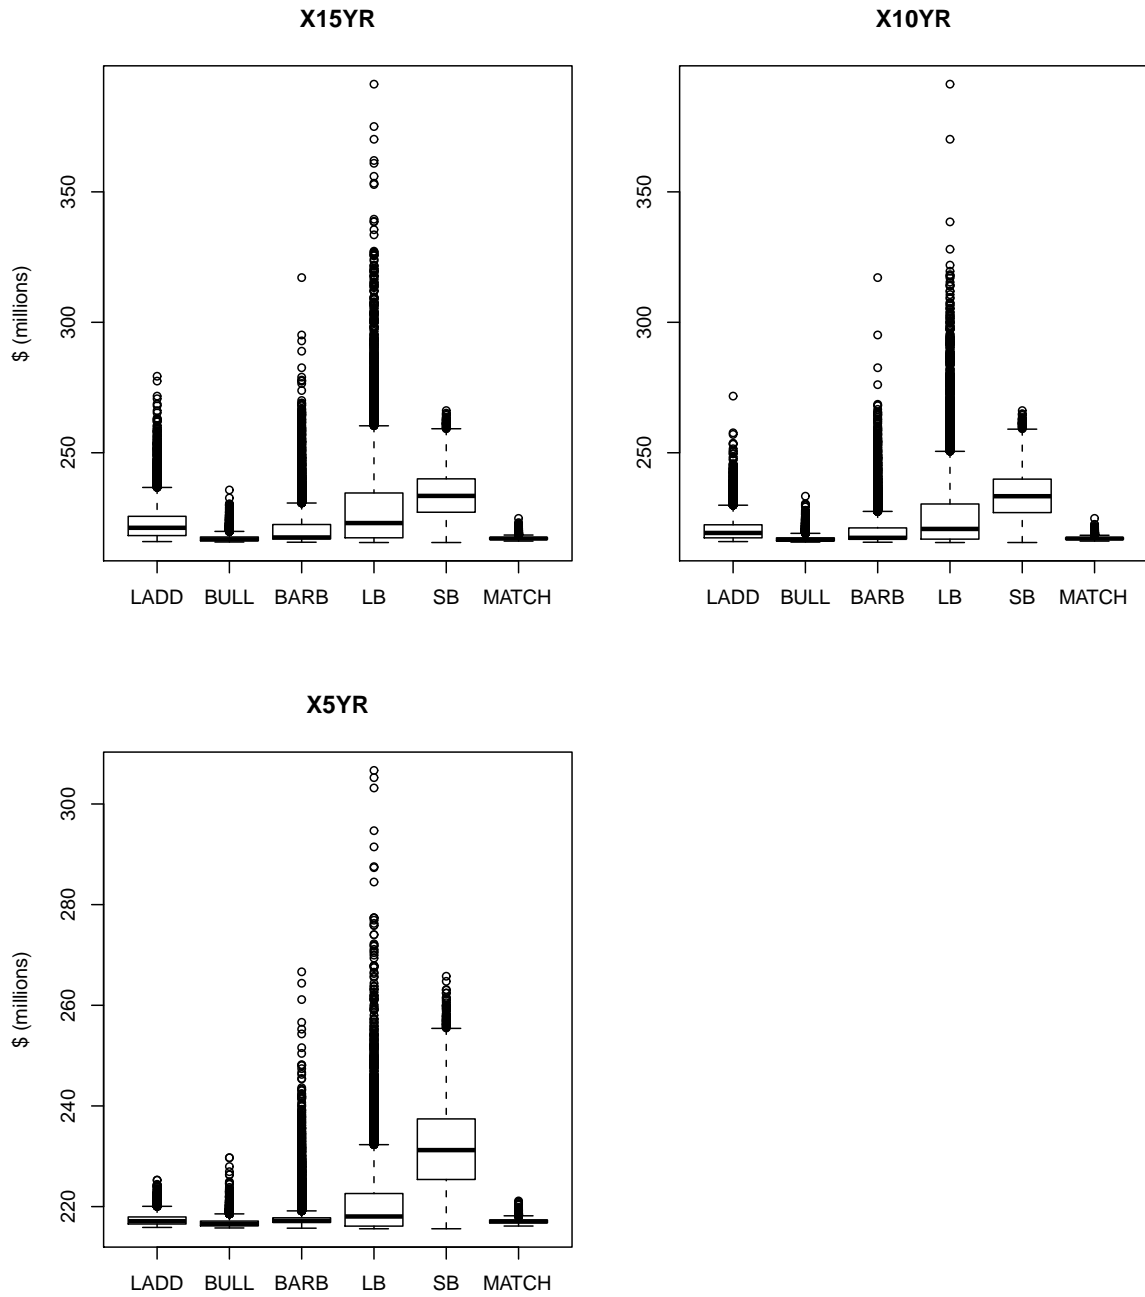 X15YR
X10YR
$ (millions)
350
300
250
LADD BULL BARB LB SB MATCH
350
300
250
LADD BULL BARB LB SB MATCH
X5YR
$ (millions)
300
280
260
240
220
LADD BULL BARB LB SB MATCH